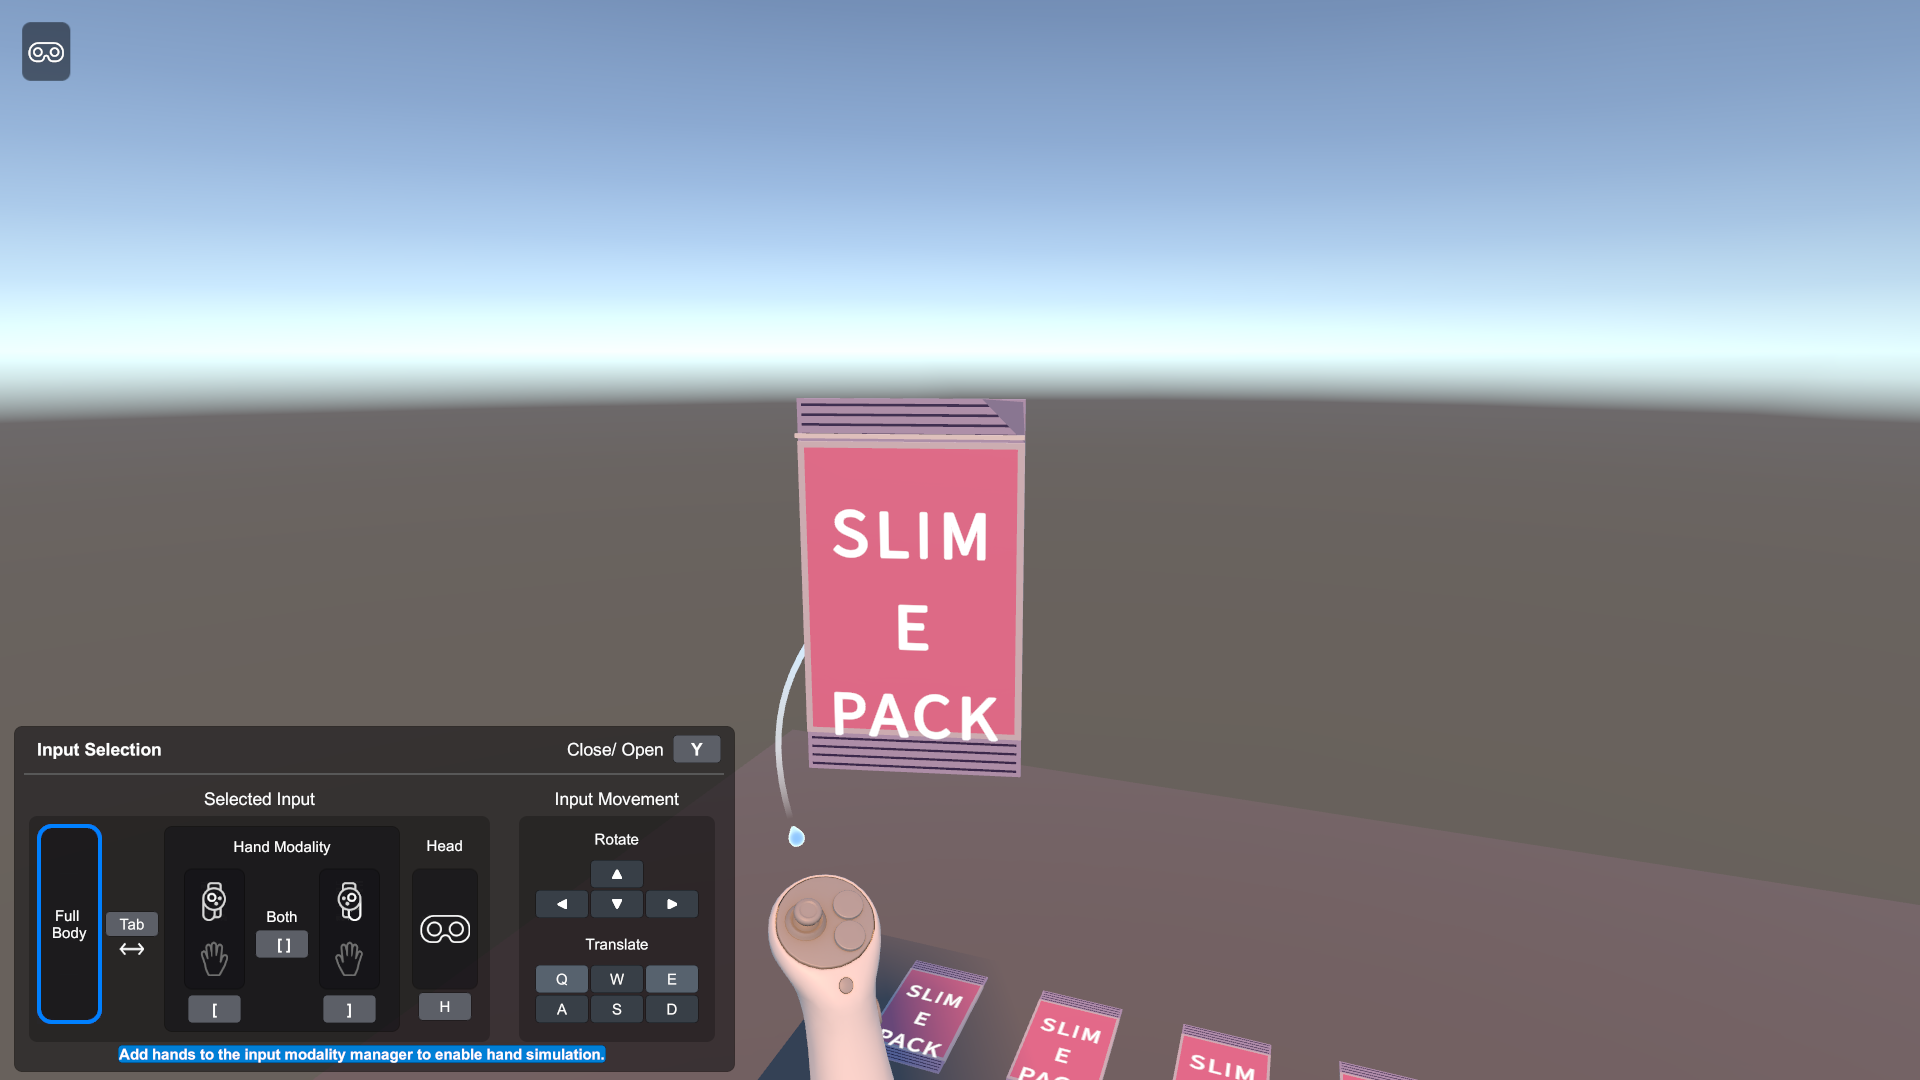 SLIM
E
PACK
Input Selection
Close/ Open Y
Selected Input
Input Movement
Full
Body
Tab
Hand Modality
Both
[ ]
[
]
Head
H
Rotate
Translate
Q W E
A S D
Add hands to the input modality manager to enable hand simulation.
SLIM
E
PACK
SLIM
E
PAC
SLIM